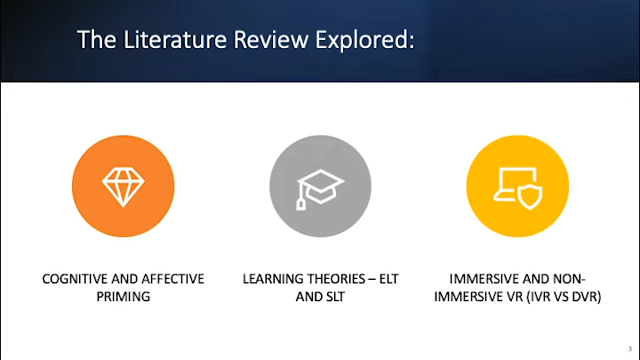 The Literature Review Explored:
COGNITIVE AND AFFECTIVE
PRIMING
LEARNING THEORIES – ELT
AND SLT
IMMERSIVE AND NON-
IMMERSIVE VR (IVR VS DVR)
3